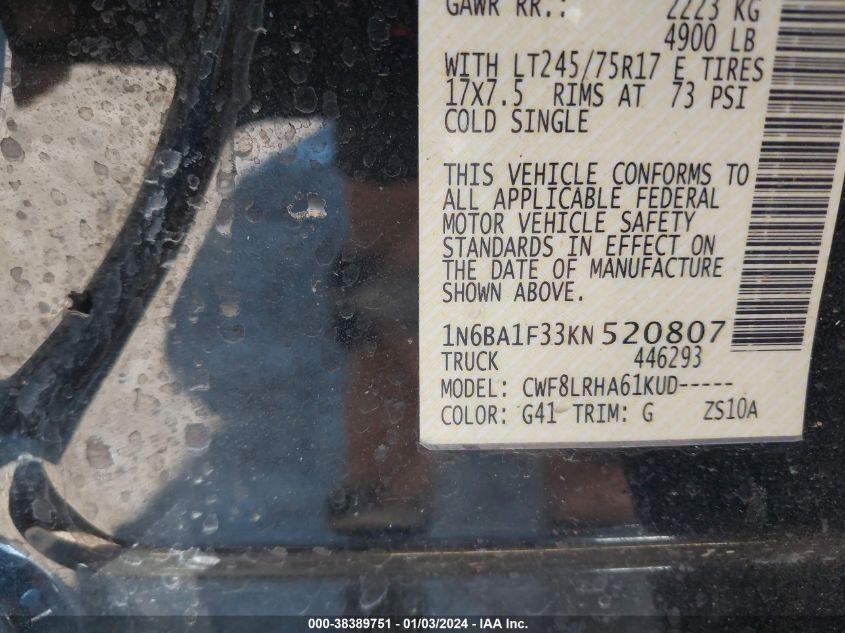 GAWR RR.: 2223 KG
4900 LB
WITH LT245/75R17 E TIRES
17X7.5 RIMS AT 73 PSI
COLD SINGLE
THIS VEHICLE CONFORMS TO
ALL APPLICABLE FEDERAL
MOTOR VEHICLE SAFETY
STANDARDS IN EFFECT ON
THE DATE OF MANUFACTURE
SHOWN ABOVE.
1N6BA1F33KN520807
TRUCK 446293
MODEL: CWF8LRHA61KUD-----
COLOR: G41 TRIM: G ZS10A
000-38389751 - 01/03/2024 - IAA Inc.